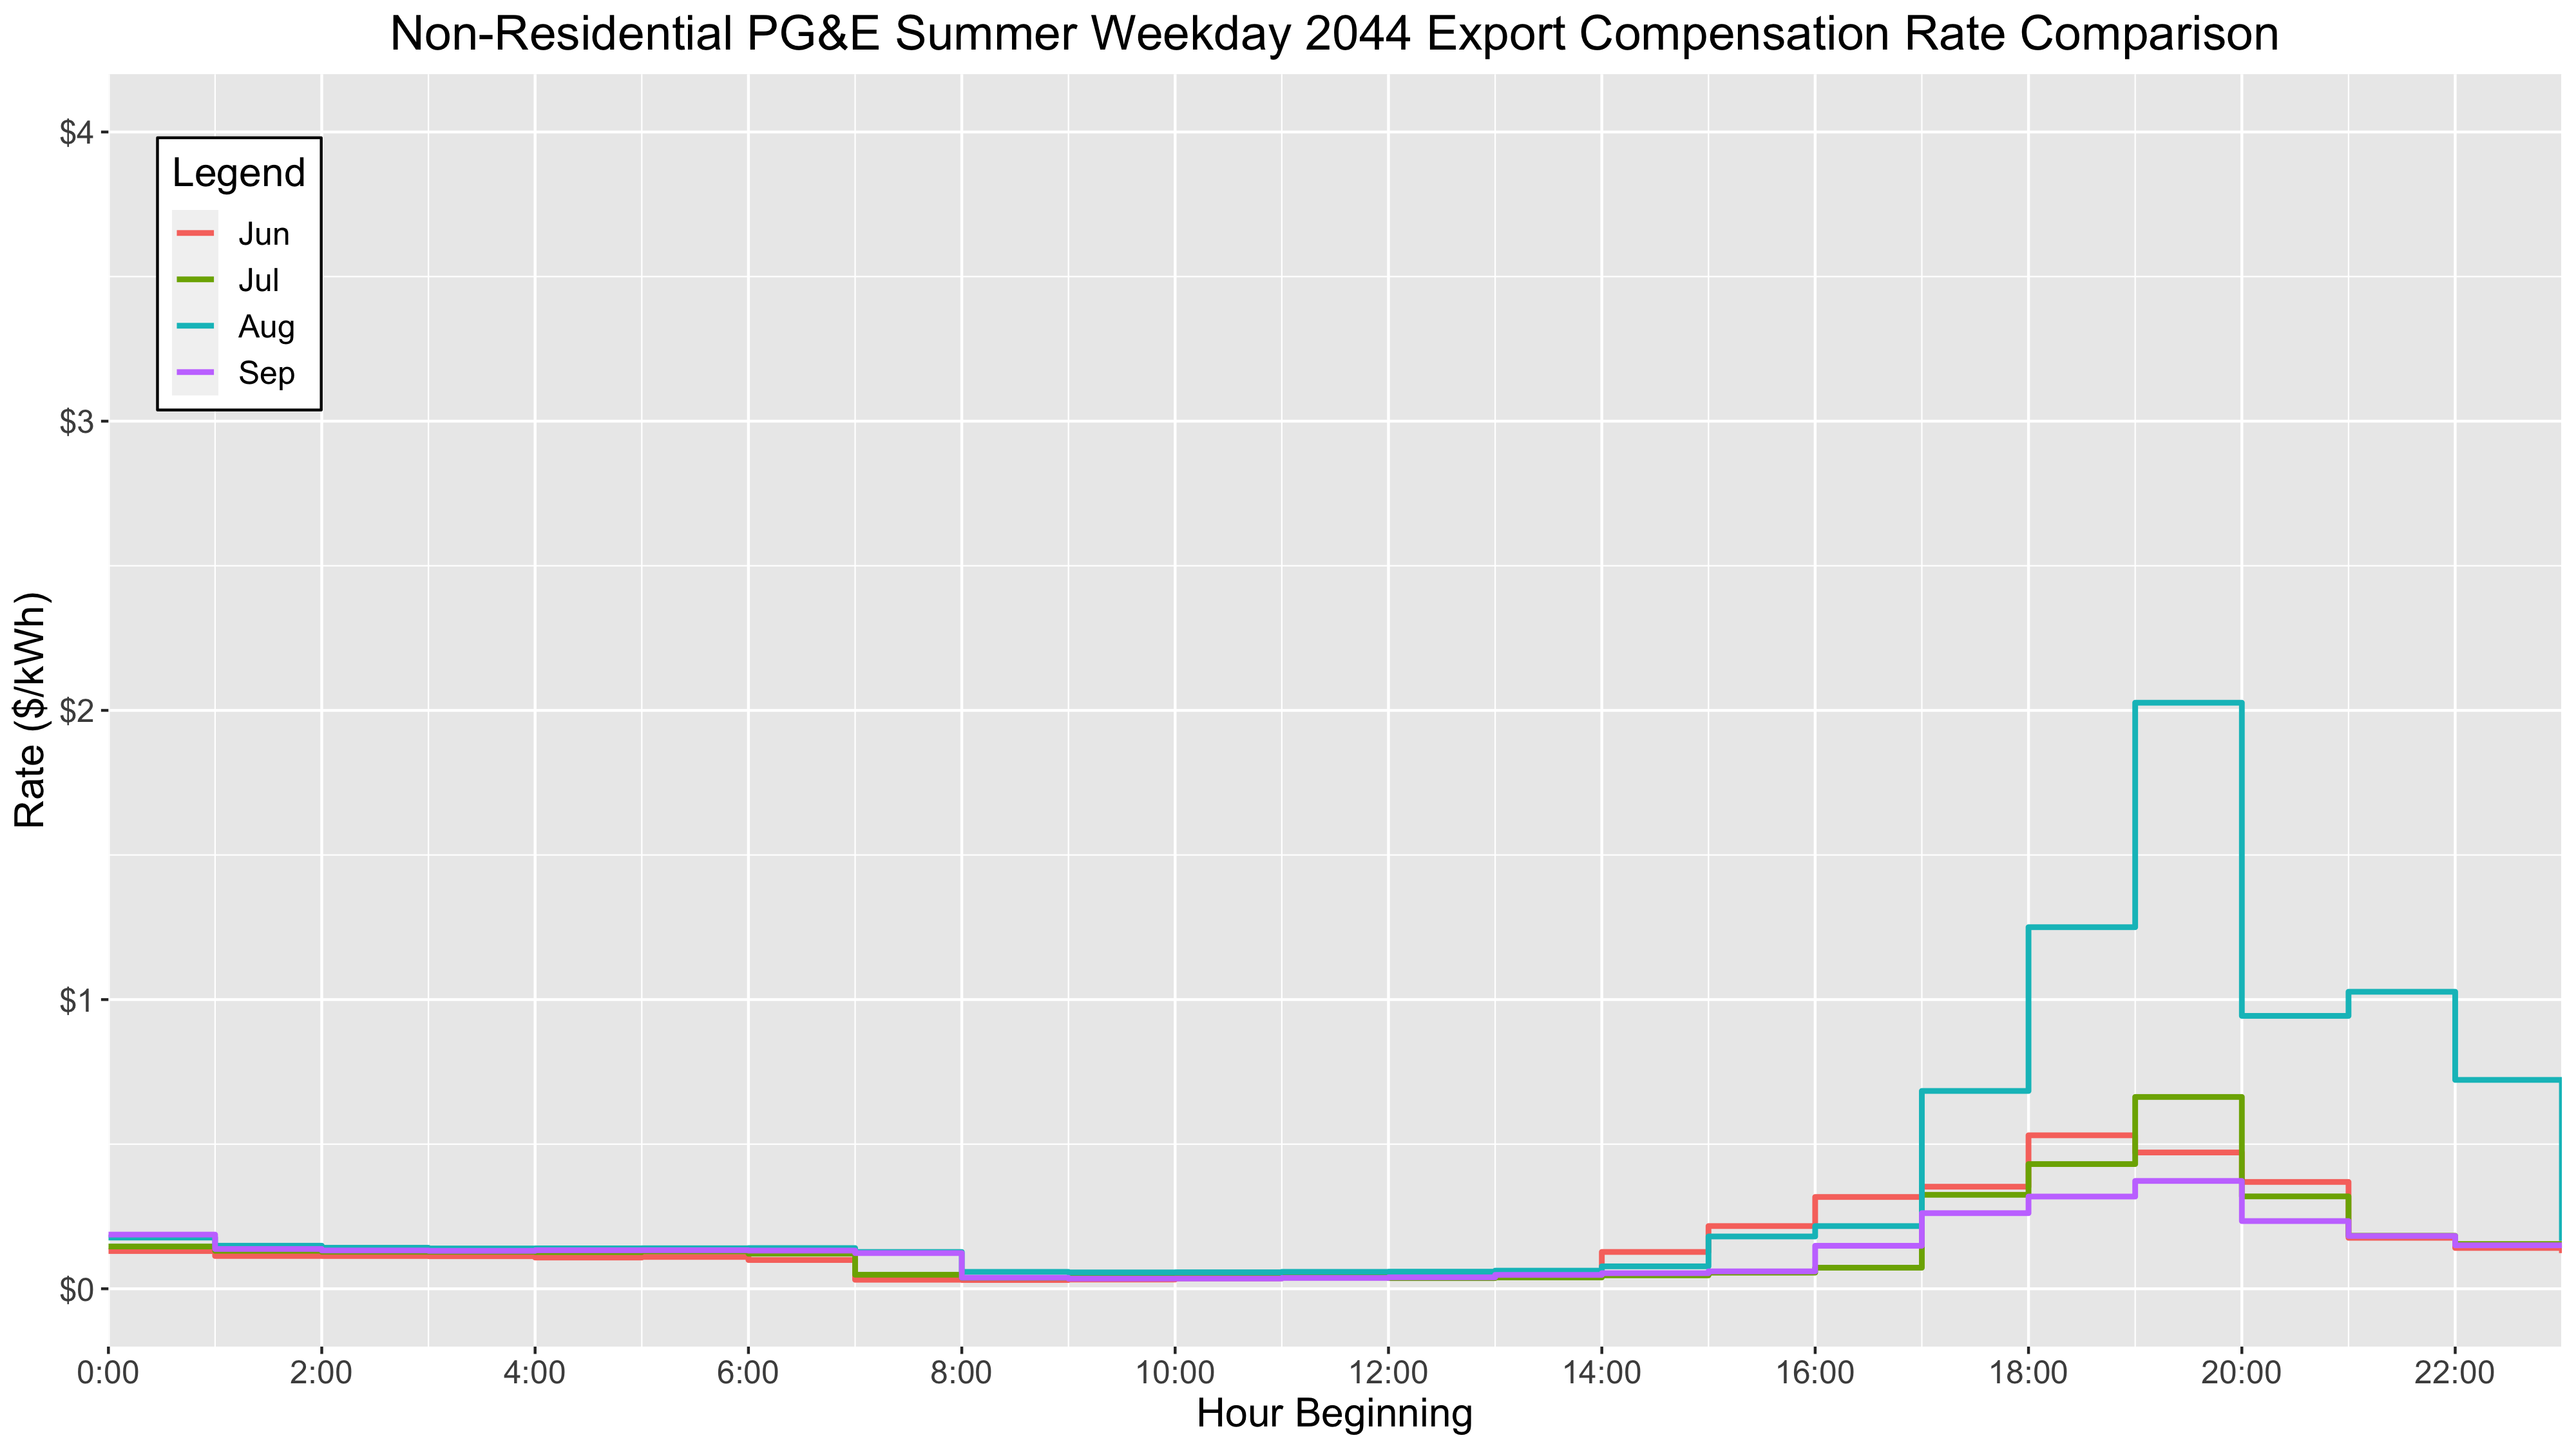 Non-Residential PG&E Summer Weekday 2044 Export Compensation Rate Comparison
$4
Legend
Jun
Jul
Aug
Sep
$3
Rate ($/kWh)
$2
$1
$0
0:00 2:00 4:00 6:00 8:00 10:00 12:00 14:00 16:00 18:00 20:00 22:00
Hour Beginning